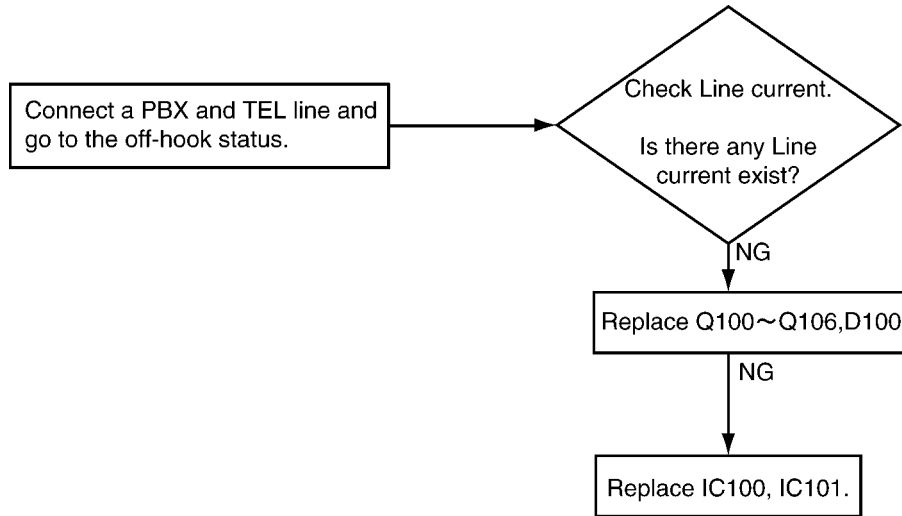 Connect a PBX and TEL line and
go to the off-hook status.
Check Line current.
Is there any Line
current exist?
NG
Replace Q100～Q106,D100
NG
Replace IC100, IC101.